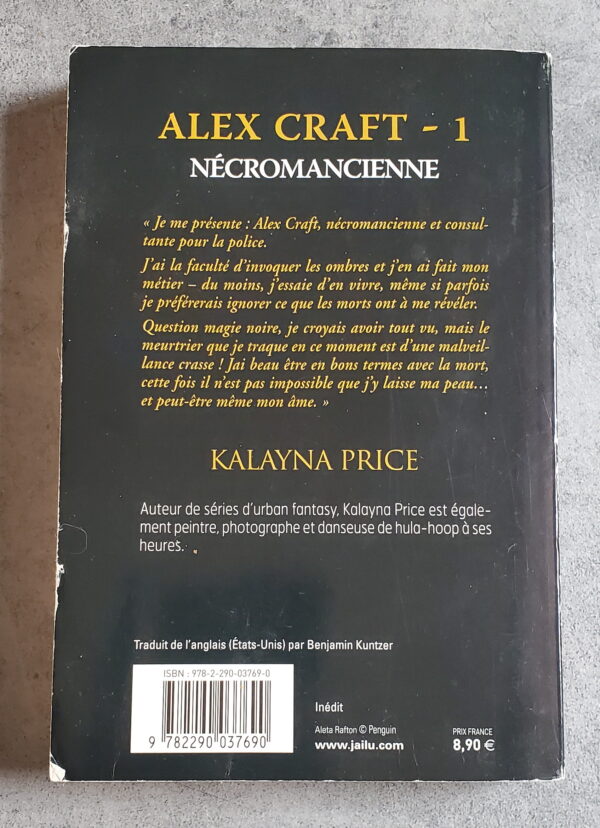 ALEX CRAFT - 1
NÉCROMANCIENNE
« Je me présente : Alex Craft, nécromancienne et consul-
tante pour la police.
J'ai la faculté d'invoquer les ombres et j'en ai fait mon
métier – du moins, j'essaie d'en vivre, même si parfois
je préférerais ignorer ce que les morts ont à me révéler.
Question magie noire, je croyais avoir tout vu, mais le
meurtrier que je traque en ce moment est d'une malveil-
lance crasse ! Jai beau être en bons termes avec la mort,
cette fois il n'est pas impossible que j'y laisse ma peau…
et peut-être même mon âme. »
KALAYNA PRICE
Auteur de séries d'urban fantasy, Kalayna Price est égale-
ment peintre, photographe et danseuse de hula-hoop à ses
heures.
Traduit de l'anglais (États-Unis) par Benjamin Kuntzer
ISBN : 978-2-290-03769-0
9 782290 037690
Inédit
Aleta Rafton © Penguin
www.jailu.com
PRIX FRANCE
8,90 €